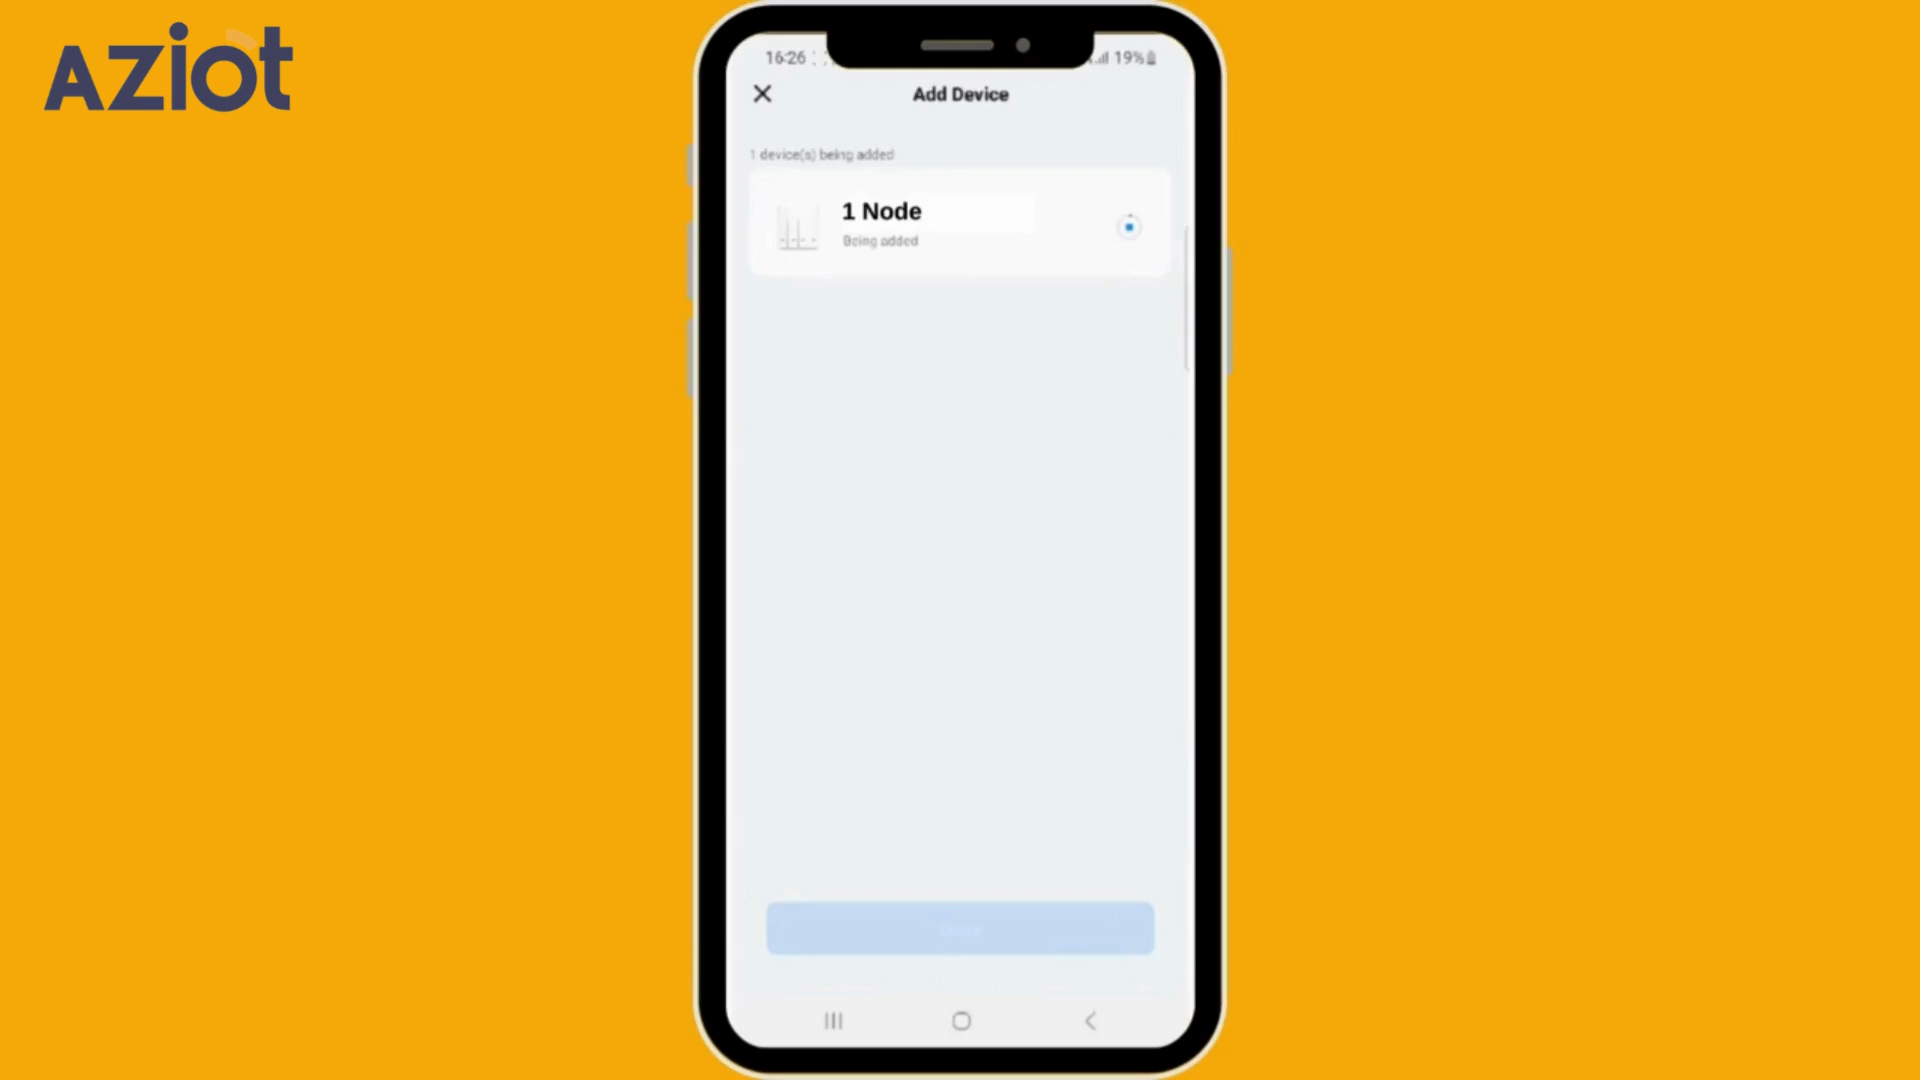 Aziot
16:26
19%
Add Device
1 device(s) being added
1 Node
Being added